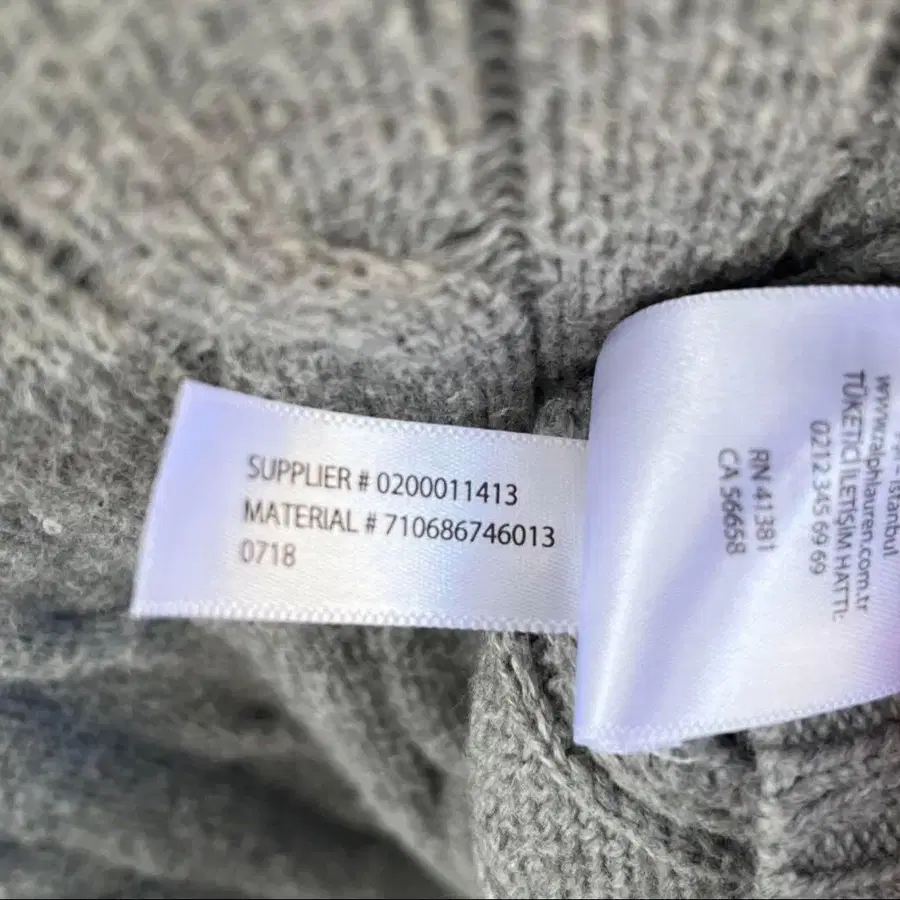 SUPPLIER # 0200011413
MATERIAL # 710686746013
0718
İstanbul
www.ralphlauren.com.tr
TÜKETİCİ İLETİŞİM HATTI:
0212 345 69 69
RN 41381
CA 56658